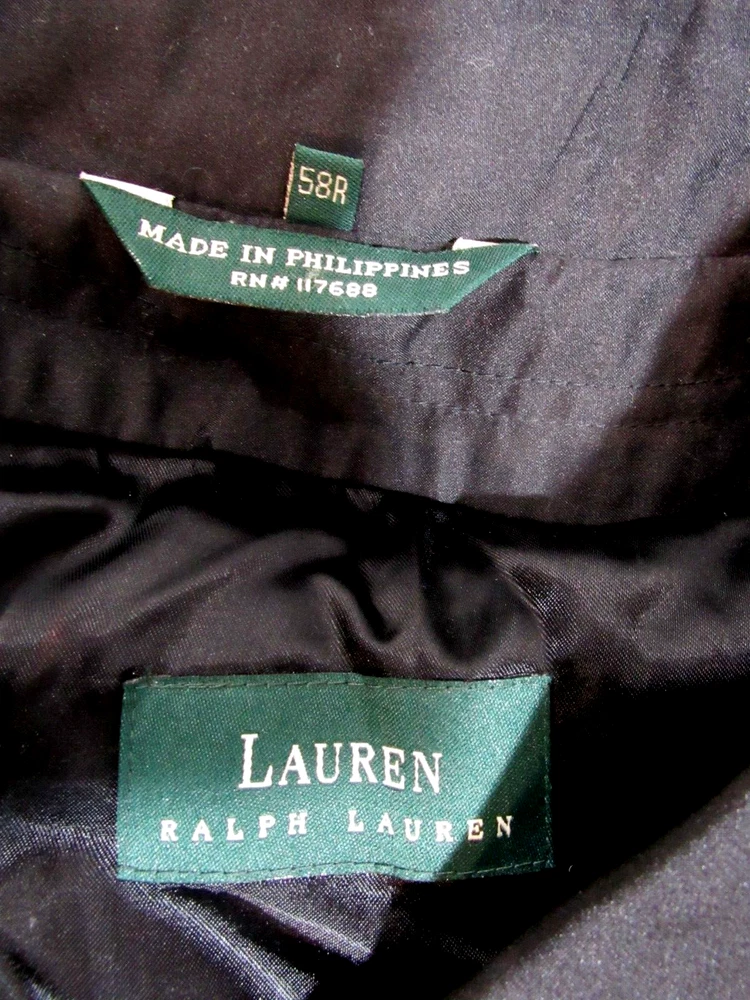 58R
MADE IN PHILIPPINES
RN# 117688
LAUREN
RALPH LAUREN